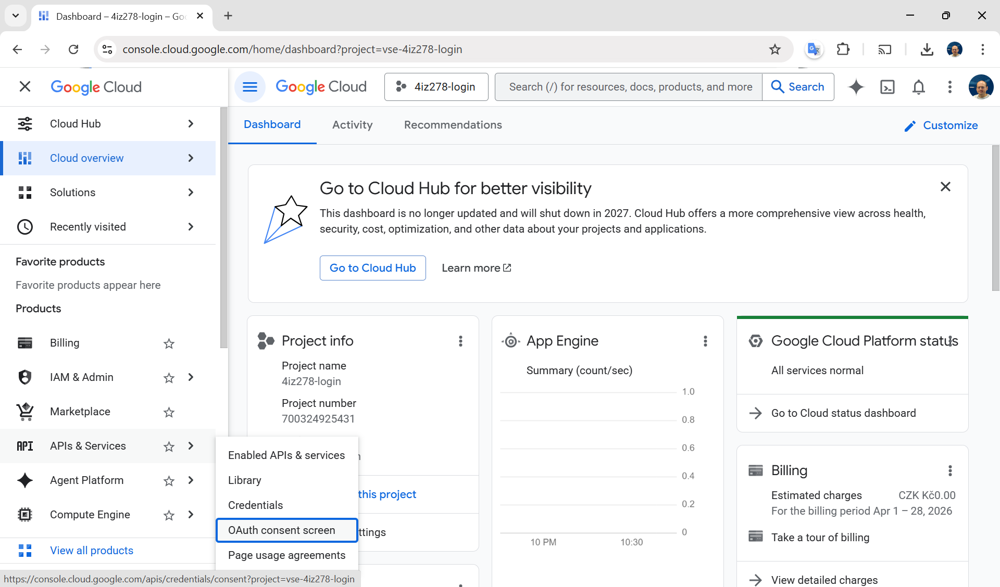 Dashboard – 4iz278-login – Goo
console.cloud.google.com/home/dashboard?project=vse-4iz278-login
Google Cloud
Cloud Hub
Cloud overview
Solutions
Recently visited
Favorite products
Favorite products appear here
Products
Billing
IAM & Admin
Marketplace
API APIs & Services
Agent Platform
Compute Engine
View all products
Enabled APIs & services
Library
Credentials
OAuth consent screen
Page usage agreements
https://console.cloud.google.com/apis/credentials/consent?project=vse-4iz278-login
Google Cloud
4iz278-login
Search (/) for resources, docs, products, and more
Search
Dashboard
Activity
Recommendations
Customize
Go to Cloud Hub for better visibility
This dashboard is no longer updated and will shut down in 2027. Cloud Hub offers a more comprehensive view across health,
security, cost, optimization, and other data about your projects and applications.
Go to Cloud Hub
Learn more
Project info
Project name
4iz278-login
Project number
700324925431
this project
ttings
App Engine
Summary (count/sec)
1.0
0.8
0.6
0.4
0.2
0
10 PM
10:30
Google Cloud Platform status
All services normal
Go to Cloud status dashboard
Billing
Estimated charges
CZK Kč0.00
For the billing period Apr 1 – 28, 2026
Take a tour of billing
View detailed charges